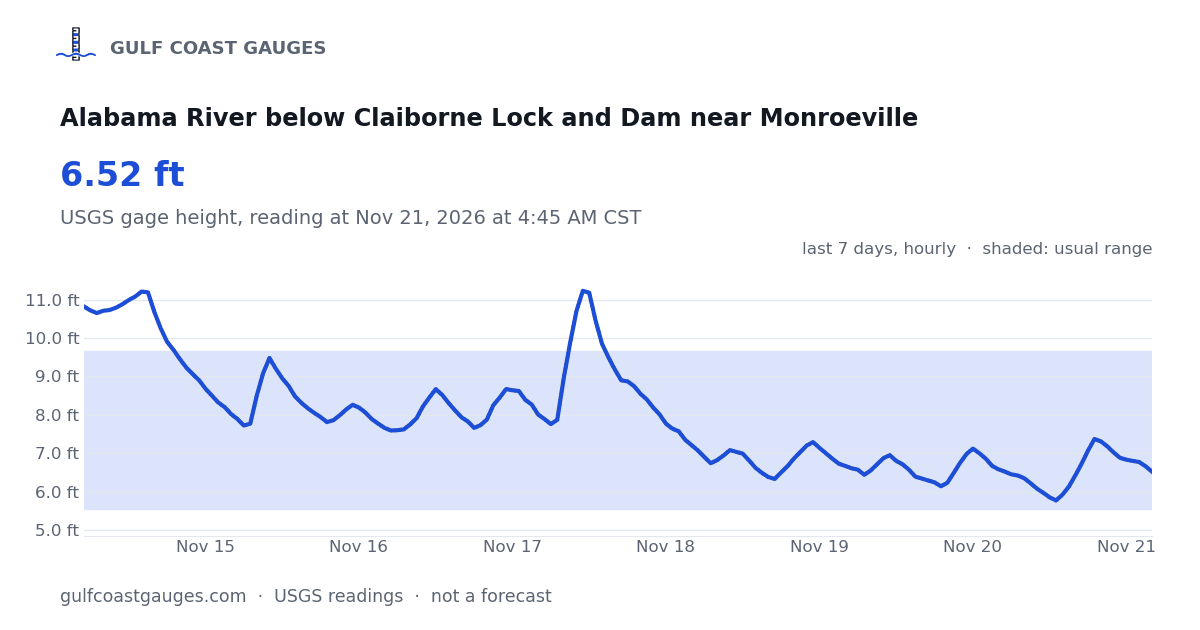 GULF COAST GAUGES
Alabama River below Claiborne Lock and Dam near Monroeville
6.52 ft
USGS gage height, reading at Nov 21, 2026 at 4:45 AM CST
last 7 days, hourly · shaded: usual range
11.0 ft
10.0 ft
9.0 ft
8.0 ft
7.0 ft
6.0 ft
5.0 ft
Nov 15 Nov 16 Nov 17 Nov 18 Nov 19 Nov 20 Nov 21
gulfcoastgauges.com · USGS readings · not a forecast